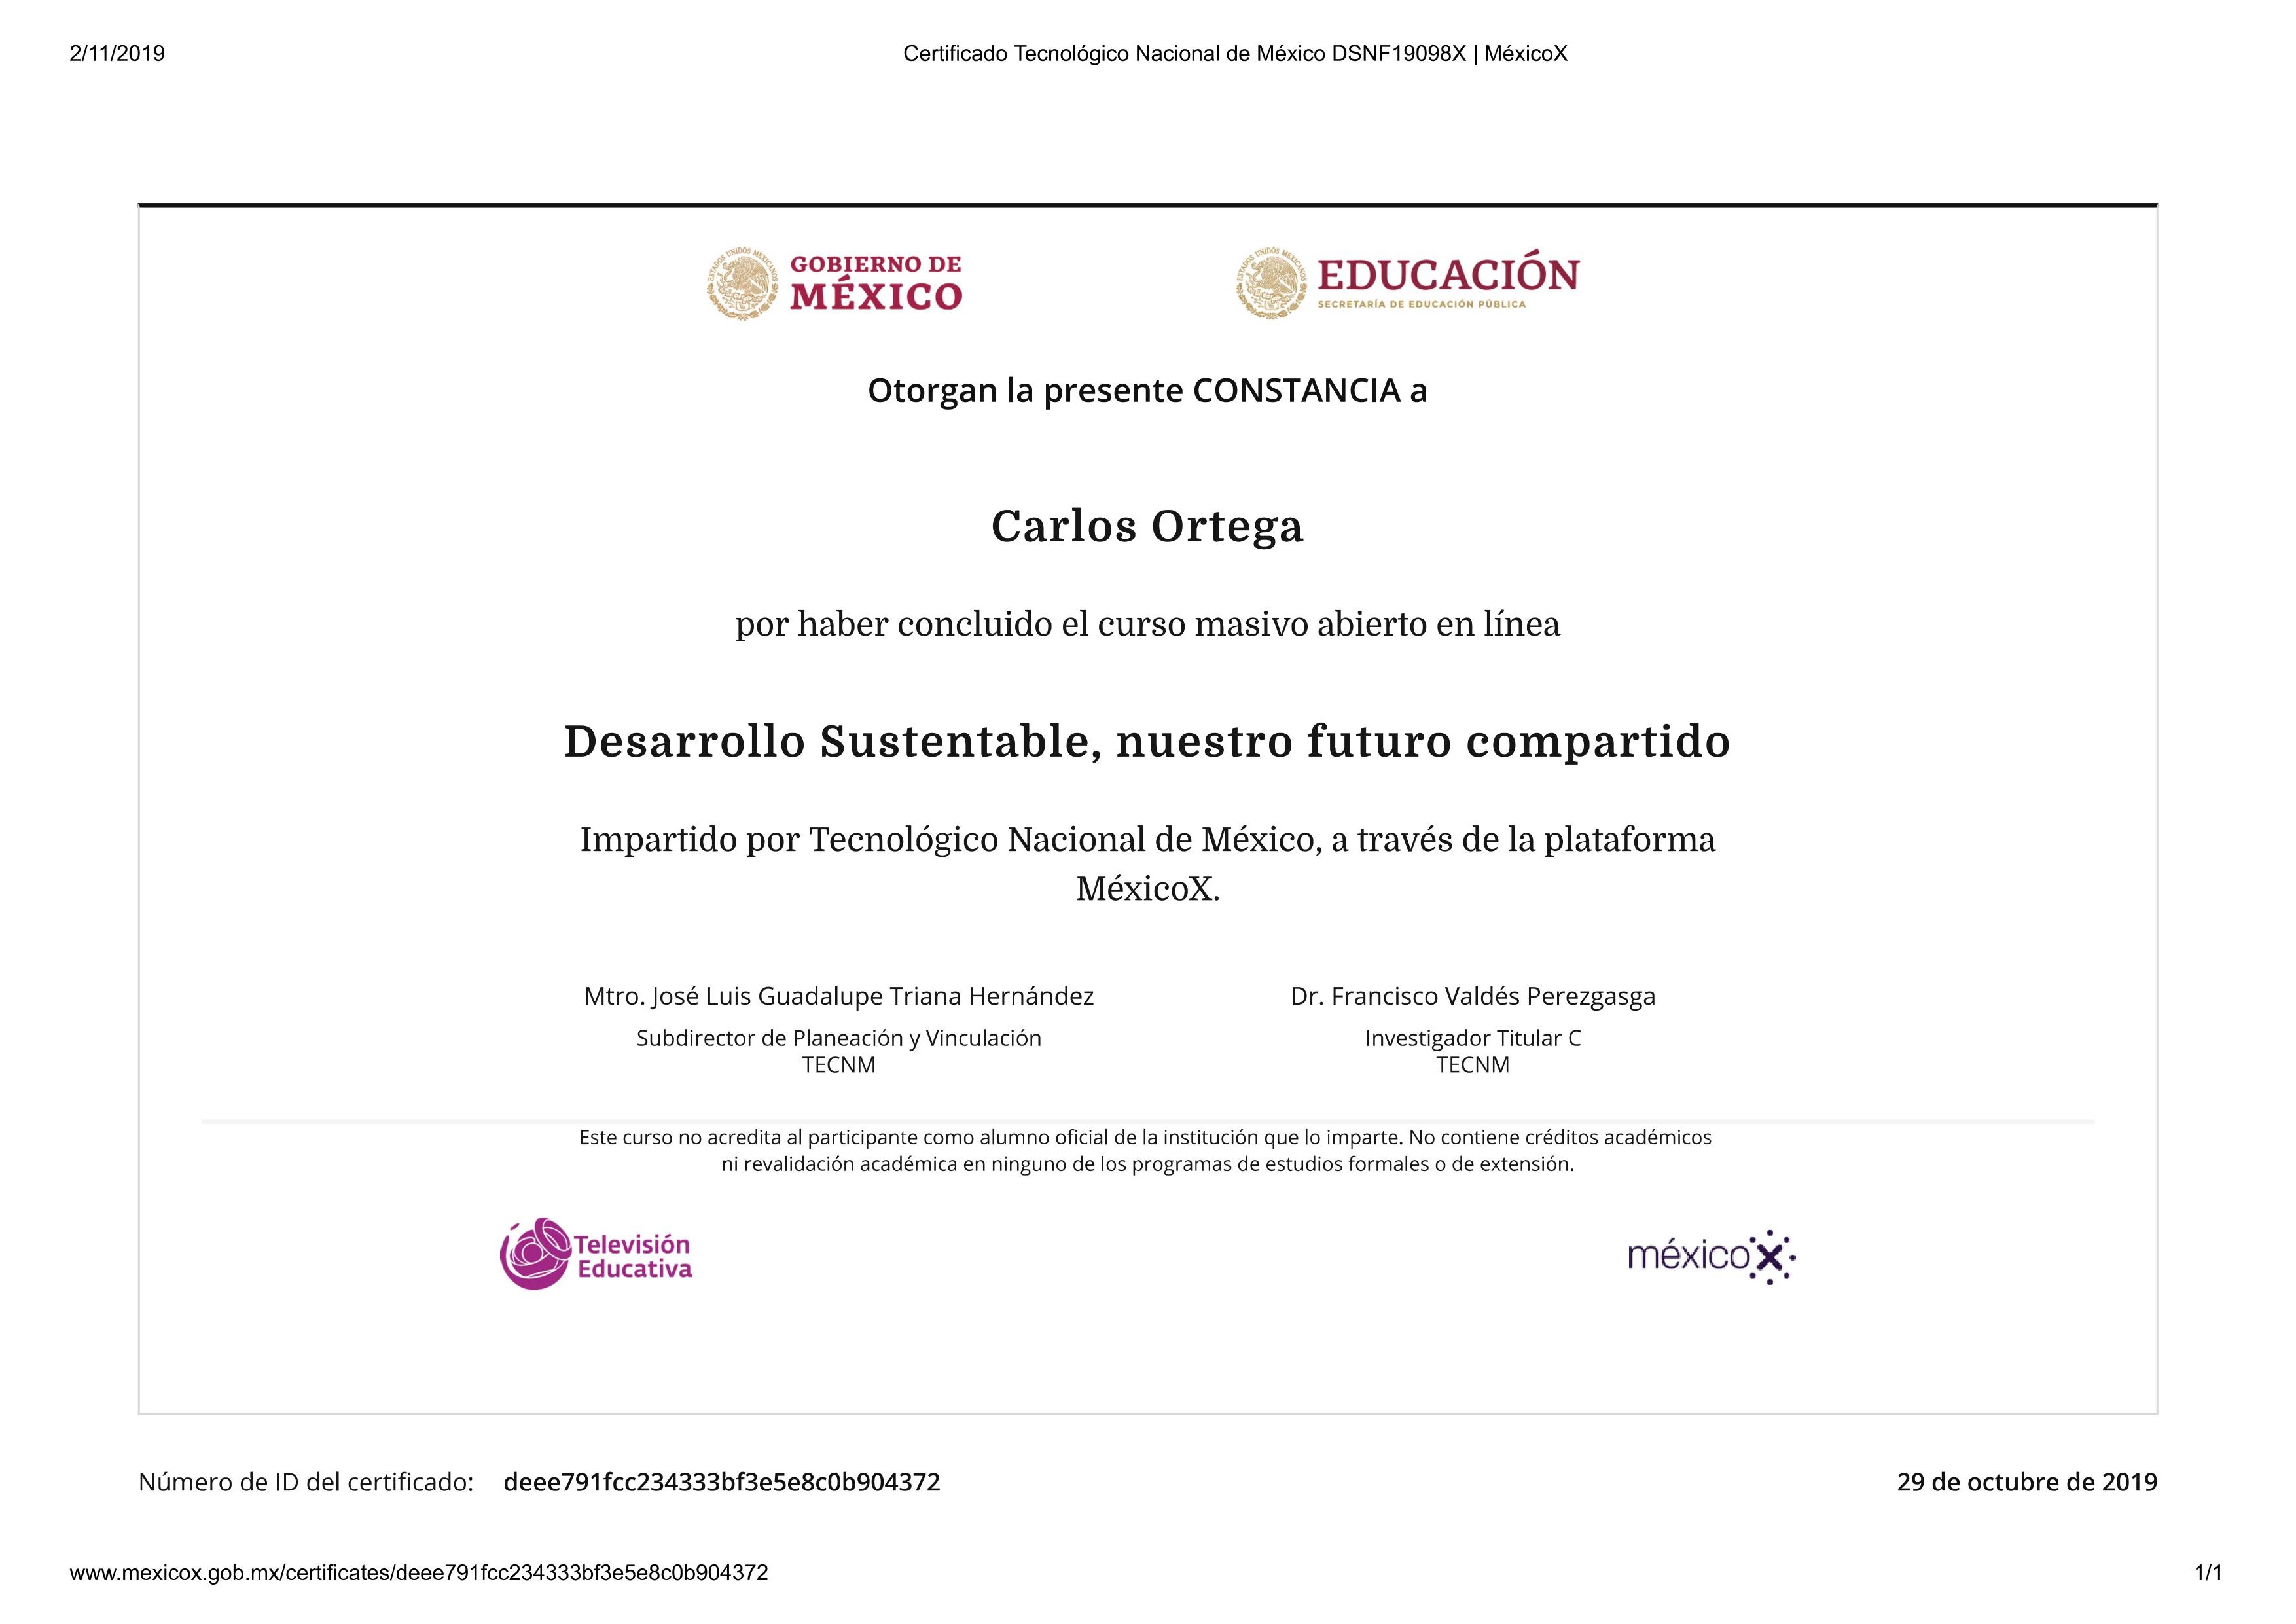 2/11/2019
Certificado Tecnológico Nacional de México DSNF19098X | MéxicoX
ESTADOS UNIDOS MEXICANOS
GOBIERNO DE
MÉXICO
ESTADOS UNIDOS MEXICANOS
EDUCACIÓN
SECRETARÍA DE EDUCACIÓN PÚBLICA
Otorgan la presente CONSTANCIA a
Carlos Ortega
por haber concluido el curso masivo abierto en línea
Desarrollo Sustentable, nuestro futuro compartido
Impartido por Tecnológico Nacional de México, a través de la plataforma
MéxicoX.
Mtro. José Luis Guadalupe Triana Hernández
Subdirector de Planeación y Vinculación
TECNM
Dr. Francisco Valdés Perezgasga
Investigador Titular C
TECNM
Este curso no acredita al participante como alumno oficial de la institución que lo imparte. No contiene créditos académicos
ni revalidación académica en ninguno de los programas de estudios formales o de extensión.
Televisión
Educativa
méxicoX
Número de ID del certificado: deee791fcc234333bf3e5e8c0b904372
29 de octubre de 2019
www.mexicox.gob.mx/certificates/deee791fcc234333bf3e5e8c0b904372
1/1